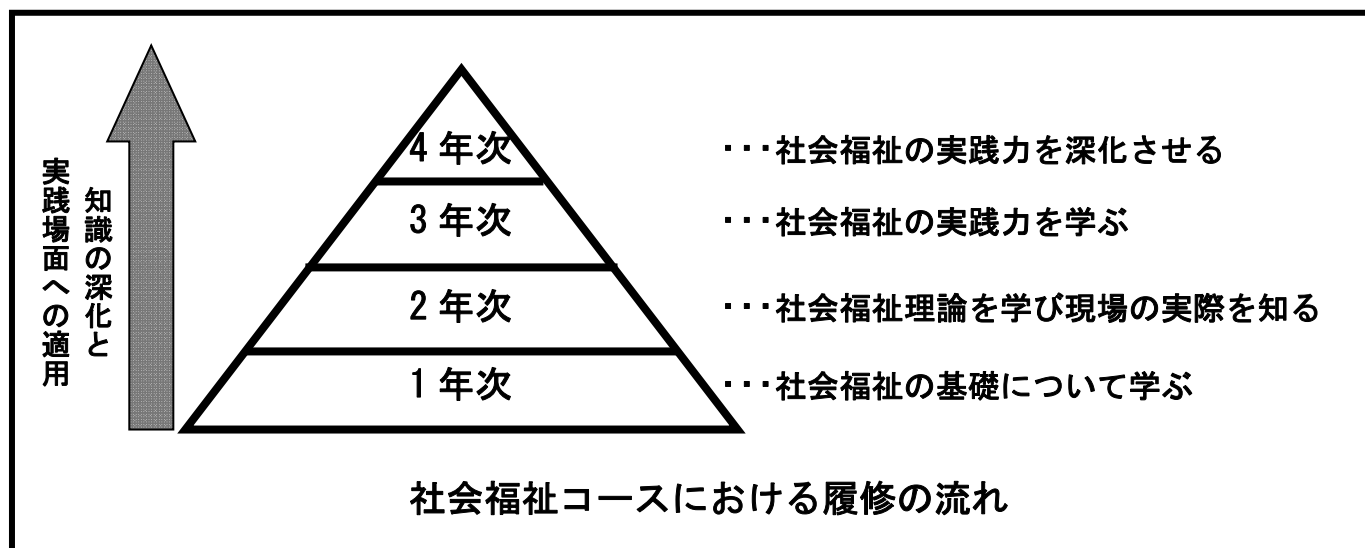 知識の深化と
実践場面への適用
4年次
・・・社会福祉の実践力を深化させる
3年次
・・・社会福祉の実践力を学ぶ
2年次
・・・社会福祉理論を学び現場の実際を知る
1年次
・・・社会福祉の基礎について学ぶ
社会福祉コースにおける履修の流れ